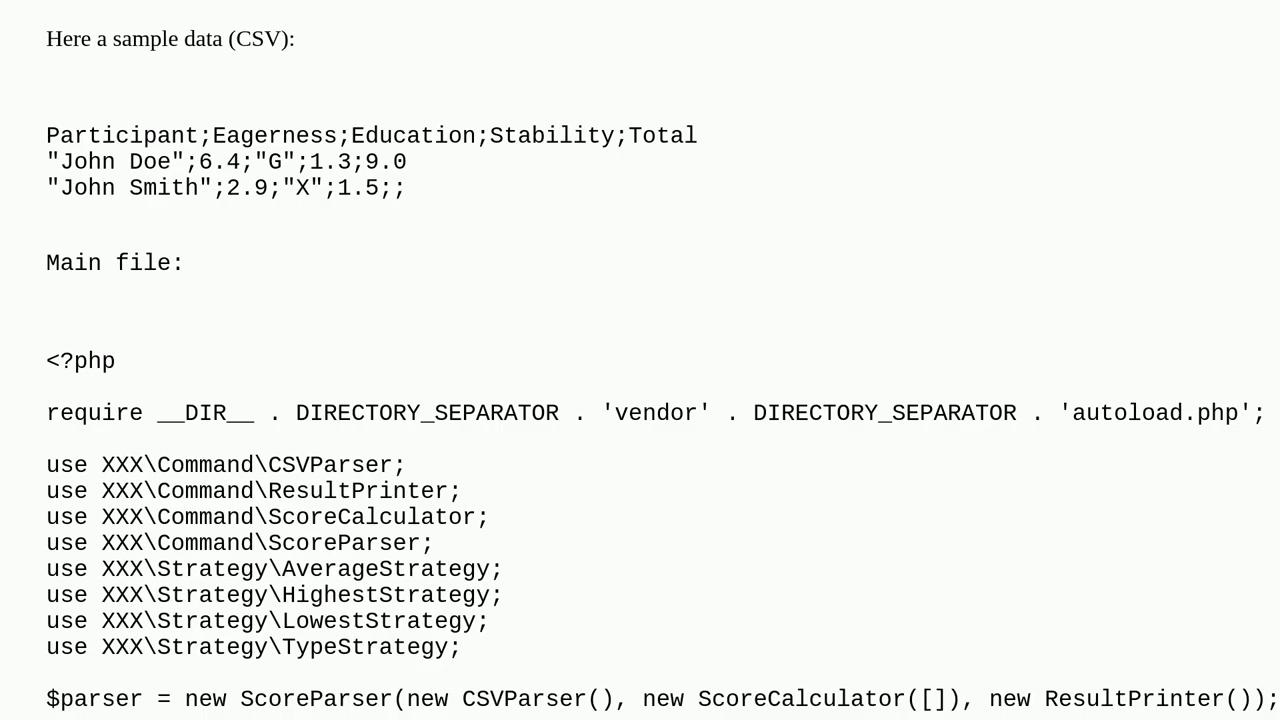 Here a sample data (CSV):
Participant;Eagerness;Education;Stability;Total
"John Doe";6.4;"G";1.3;9.0
"John Smith";2.9;"X";1.5;;
Main file:
<?php
require __DIR__ . DIRECTORY_SEPARATOR . 'vendor' . DIRECTORY_SEPARATOR . 'autoload.php';
use XXX\Command\CSVParser;
use XXX\Command\ResultPrinter;
use XXX\Command\ScoreCalculator;
use XXX\Command\ScoreParser;
use XXX\Strategy\AverageStrategy;
use XXX\Strategy\HighestStrategy;
use XXX\Strategy\LowestStrategy;
use XXX\Strategy\TypeStrategy;
$parser = new ScoreParser(new CSVParser(), new ScoreCalculator([]), new ResultPrinter());